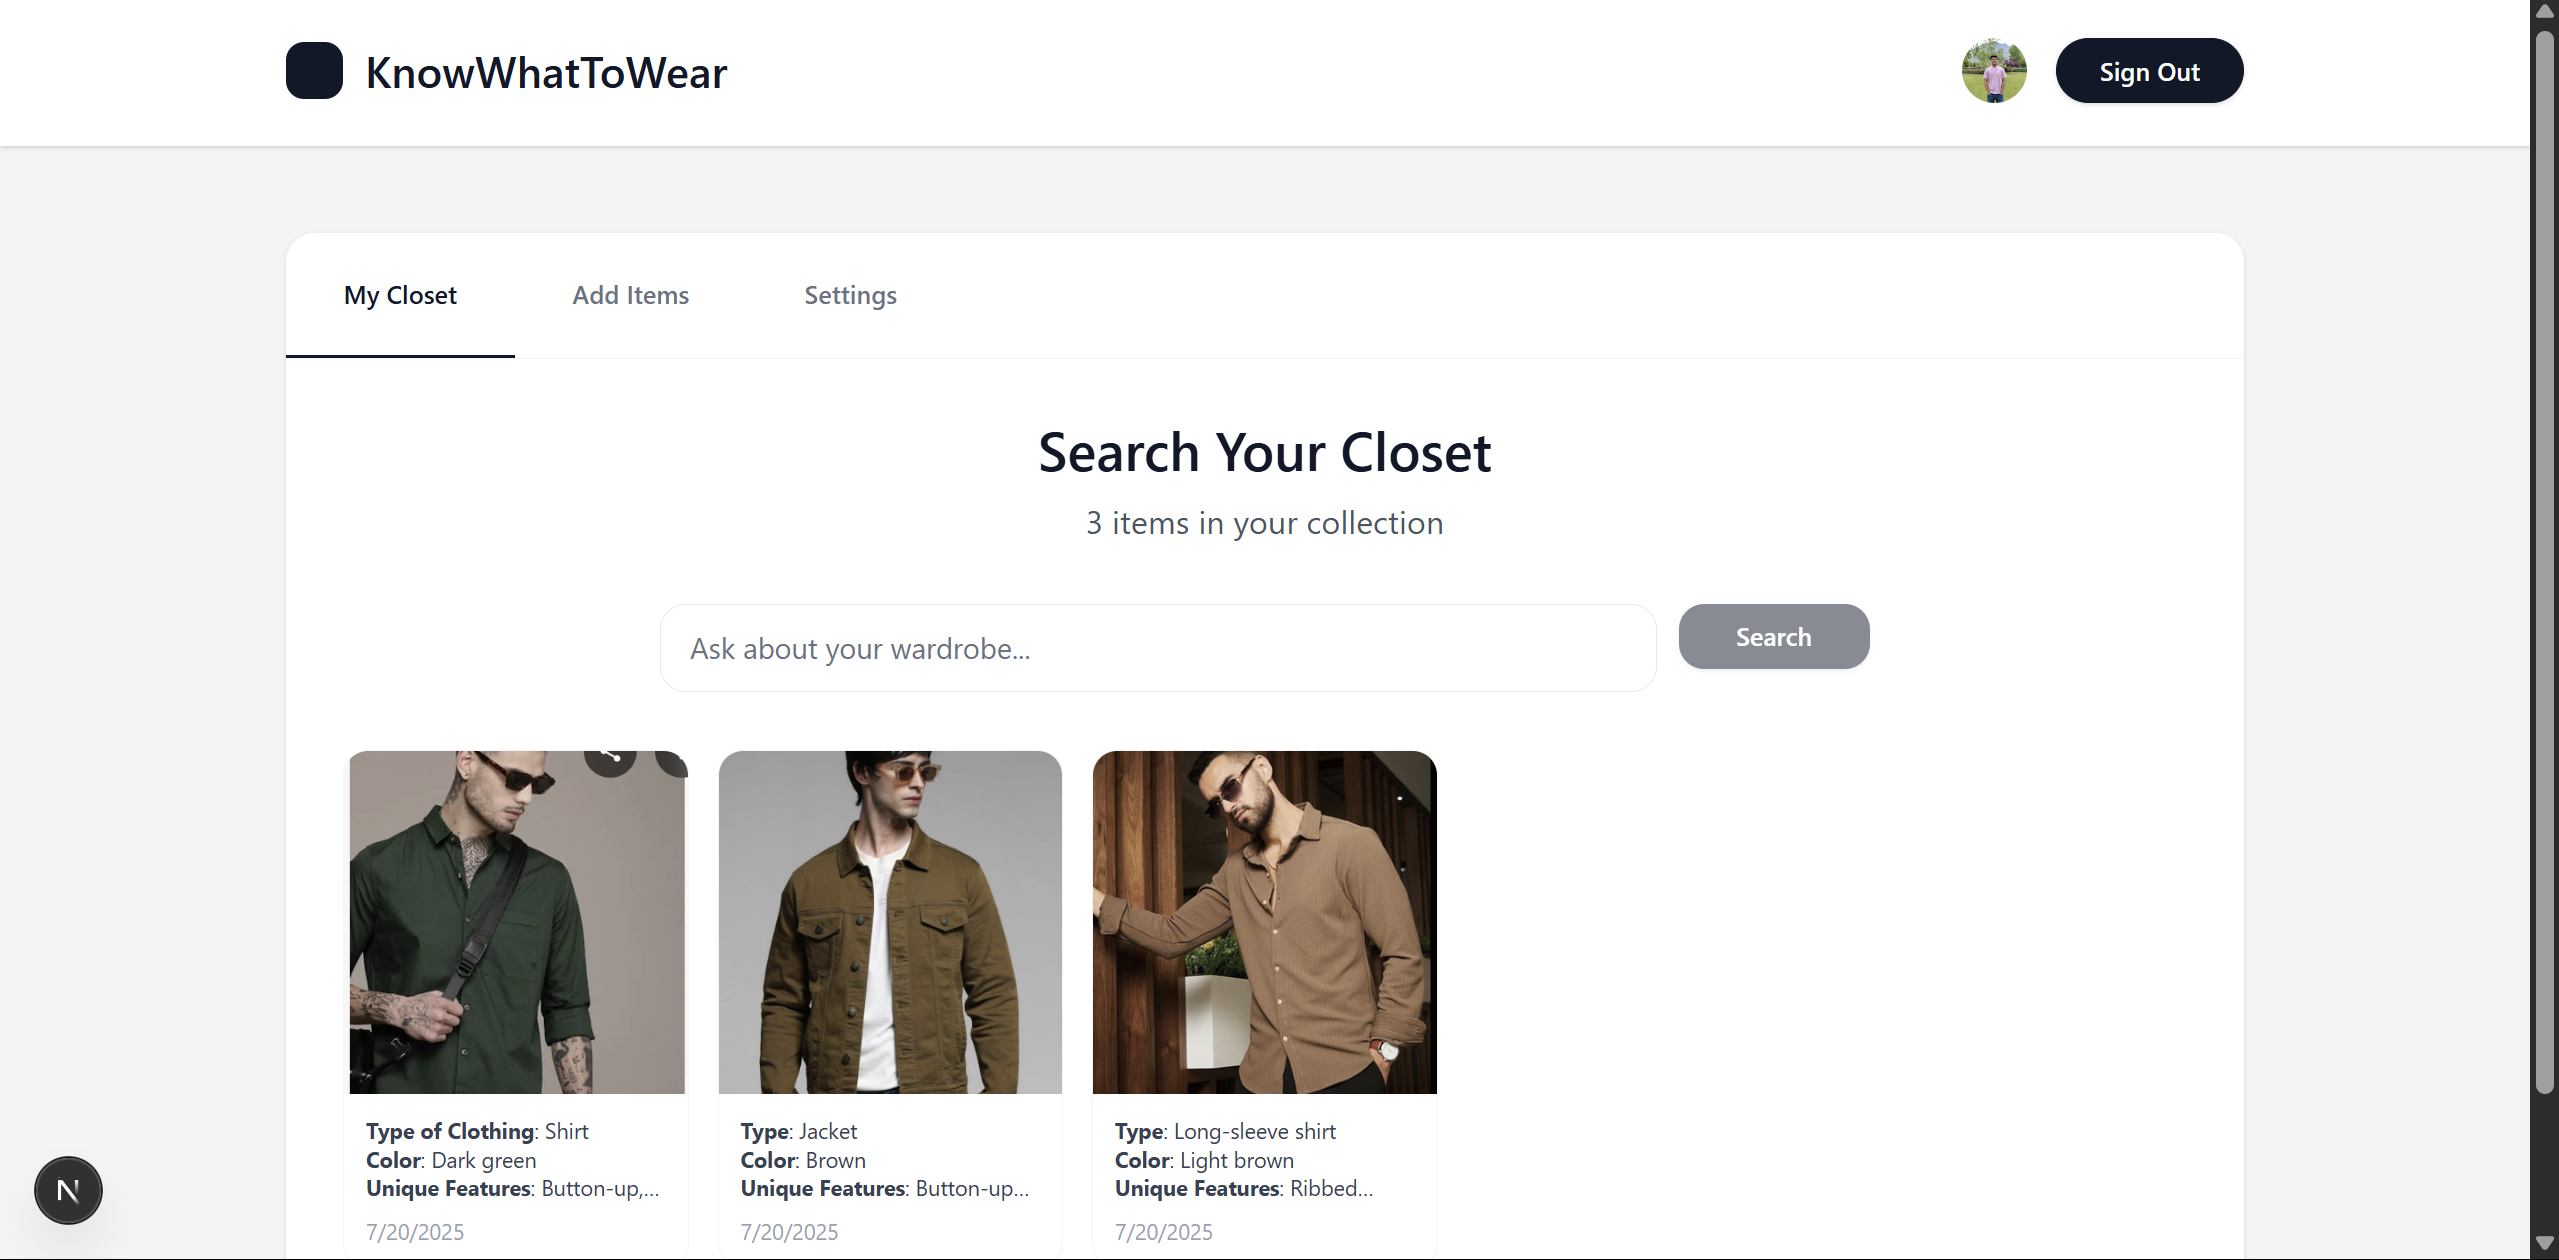 KnowWhatToWear
Sign Out
My Closet
Add Items
Settings
Search Your Closet
3 items in your collection
Ask about your wardrobe...
Search
Type of Clothing: Shirt
Color: Dark green
Unique Features: Button-up,...
7/20/2025
Type: Jacket
Color: Brown
Unique Features: Button-up...
7/20/2025
Type: Long-sleeve shirt
Color: Light brown
Unique Features: Ribbed...
7/20/2025
N